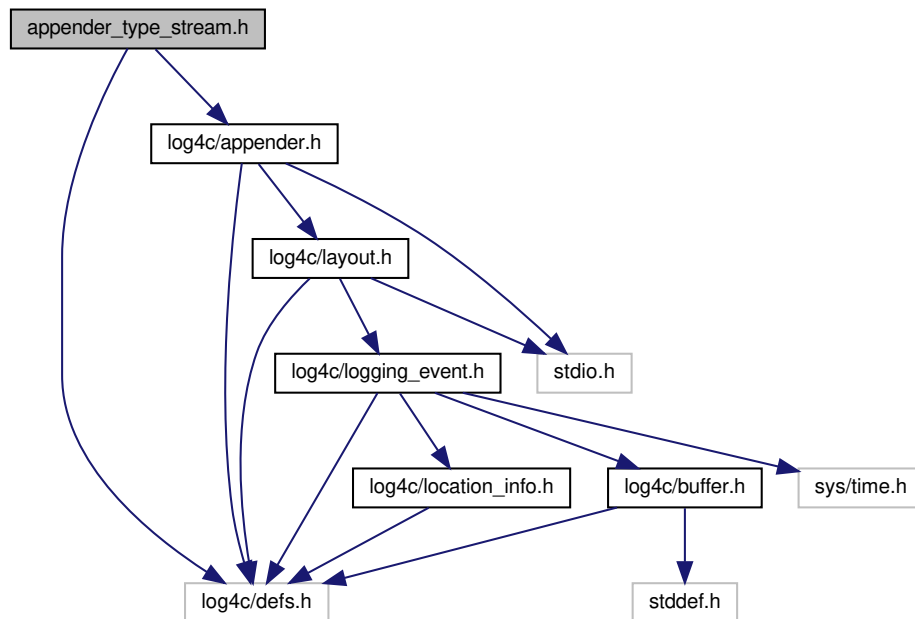 appender_type_stream.h
log4c/appender.h
log4c/layout.h
log4c/logging_event.h
stdio.h
log4c/location_info.h
log4c/buffer.h
sys/time.h
log4c/defs.h
stddef.h